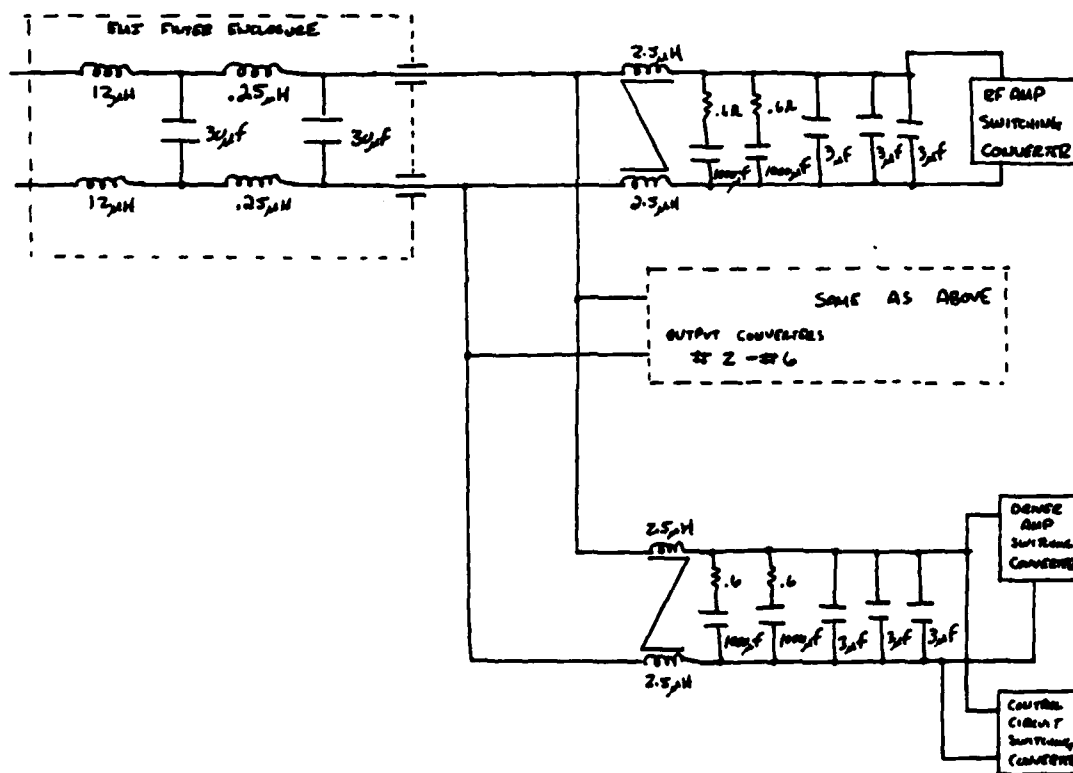 EMI FILTER ENCLOSURE
12μH
.25μH
3μf
3μf
12μH
.25μH
2.5μH
.6Ω
.6Ω
1000μf
1000μf
3μf
3μf
3μf
2.5μH
RF AMP
SWITCHING
CONVERTER
SAME AS ABOVE
OUTPUT CONVERTERS
#2-#6
2.5μH
.6
.6
100μf
100μf
3μf
3μf
3μf
2.5μH
DRIVER
AMP
SWITCHING
CONVERTER
CONTROL
CIRCUIT
SWITCHING
CONVERTER